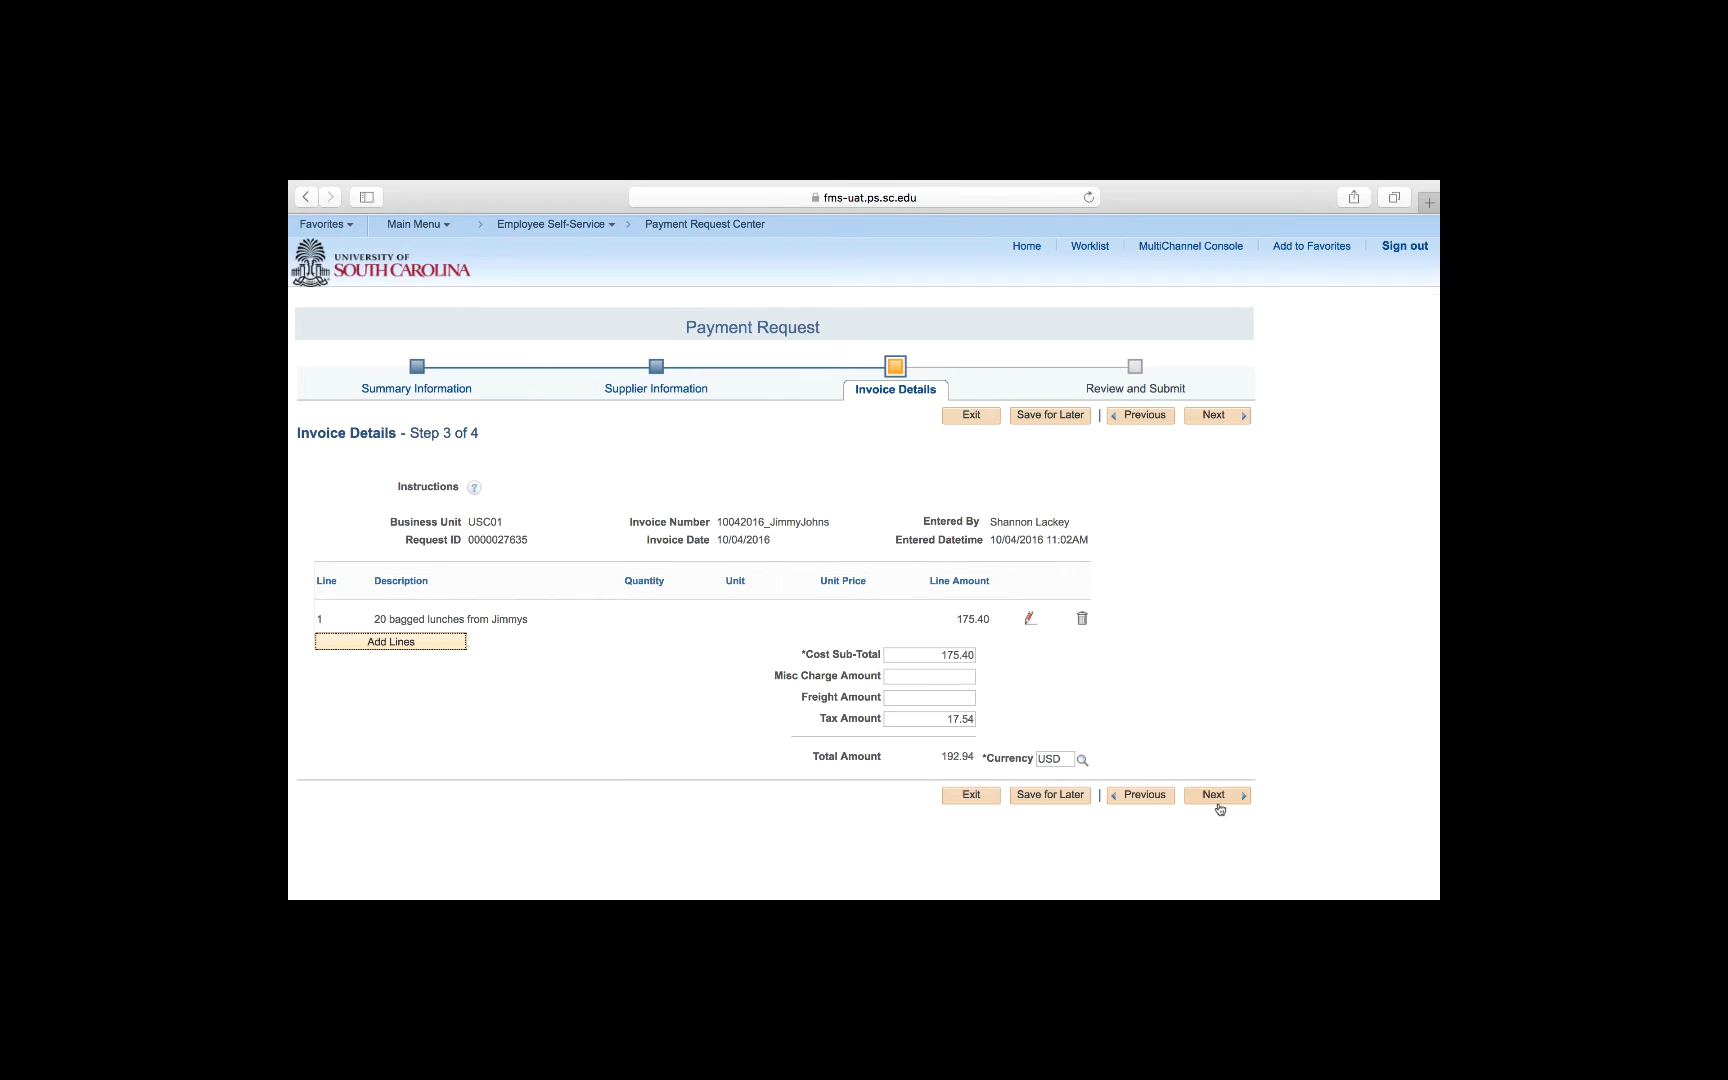 fms-uat.ps.sc.edu
Favorites Main Menu > Employee Self-Service > Payment Request Center
Home Worklist MultiChannel Console Add to Favorites Sign out
UNIVERSITY OF
SOUTH CAROLINA
Payment Request
Summary Information Supplier Information Invoice Details Review and Submit
Exit Save for Later | Previous Next
Invoice Details - Step 3 of 4
Instructions ?
Business Unit USC01 Invoice Number 10042016_JimmyJohns Entered By Shannon Lackey
Request ID 0000027635 Invoice Date 10/04/2016 Entered Datetime 10/04/2016 11:02AM
Line Description Quantity Unit Unit Price Line Amount
1 20 bagged lunches from Jimmys 175.40
Add Lines
*Cost Sub-Total 175.40
Misc Charge Amount
Freight Amount
Tax Amount 17.54
Total Amount 192.94 *Currency USD
Exit Save for Later | Previous Next